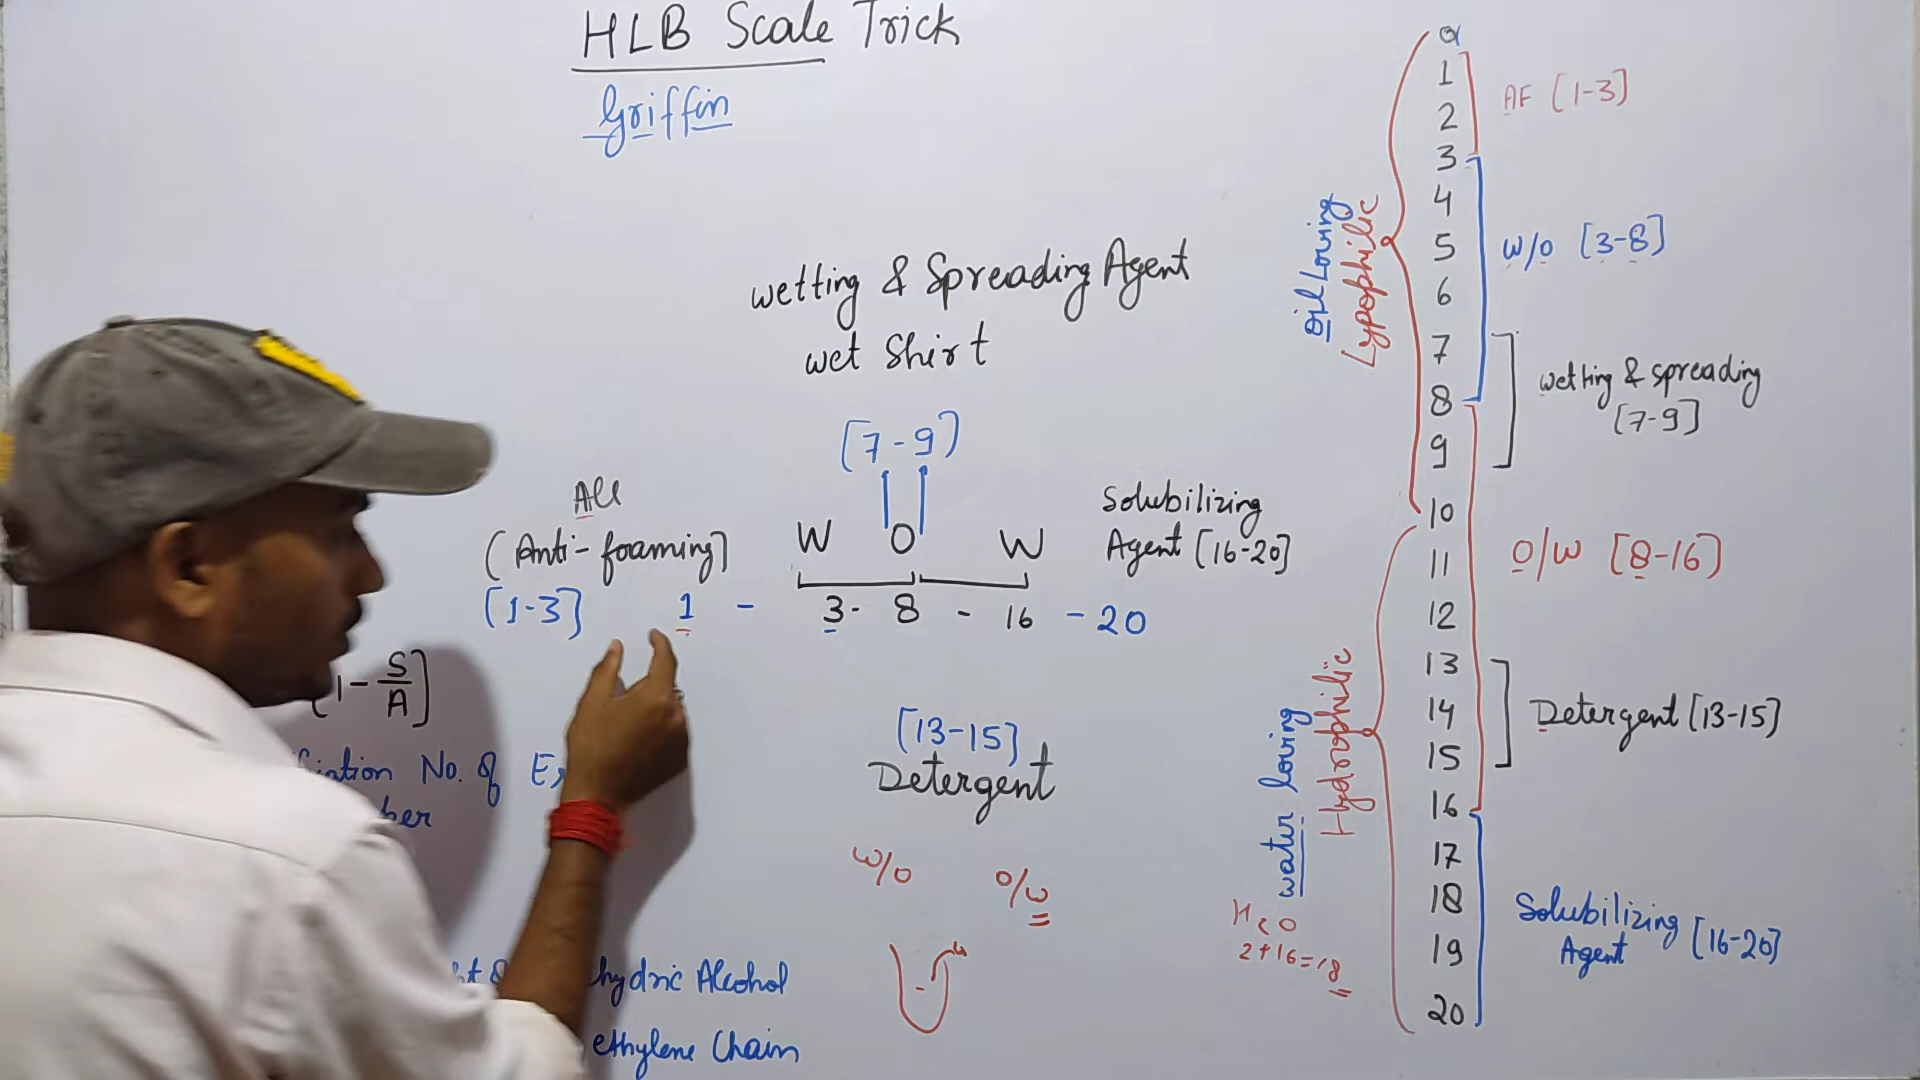 HLB Scale Trick
Griffin
wetting & Spreading Agent
wet Shirt
[7-9]
All
(Anti-foaming)
[1-3]
W O W
1 - 3 - 8 - 16 - 20
Solubilizing
Agent [16-20]
1 - S/A]
No. of
[13-15]
Detergent
W/O O/W
hydric Alcohol
ethylene Chain
Oil Loving
Lypophilic
water loving
Hydrophilic
2+16=18
0
1
2
3
4
5
6
7
8
9
10
11
12
13
14
15
16
17
18
19
20
AF [1-3]
W/O [3-8]
wetting & spreading
[7-9]
O/W [8-16]
Detergent [13-15]
Solubilizing
Agent [16-20]